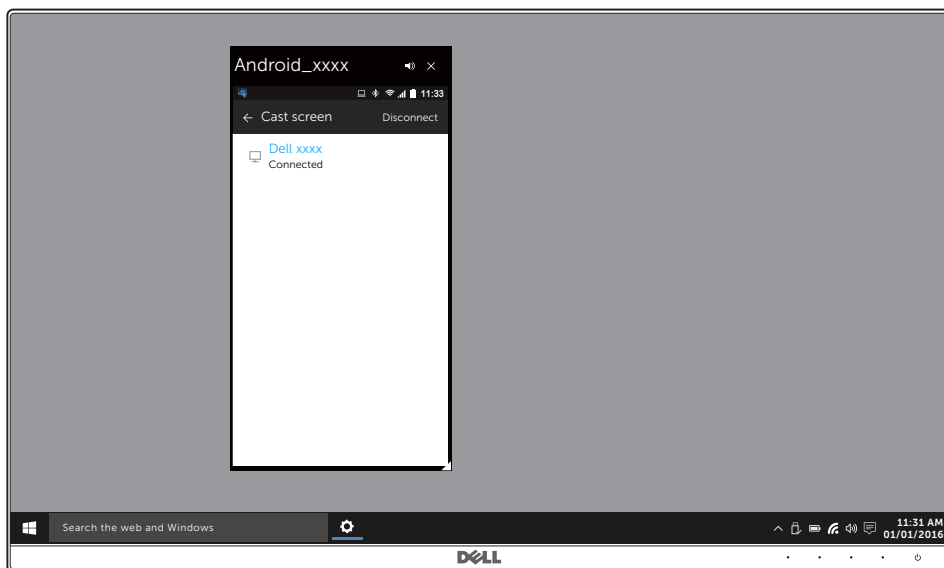 Android_xxxx
11:33
Cast screen Disconnect
Dell xxxx
Connected
Search the web and Windows
11:31 AM
01/01/2016
DELL